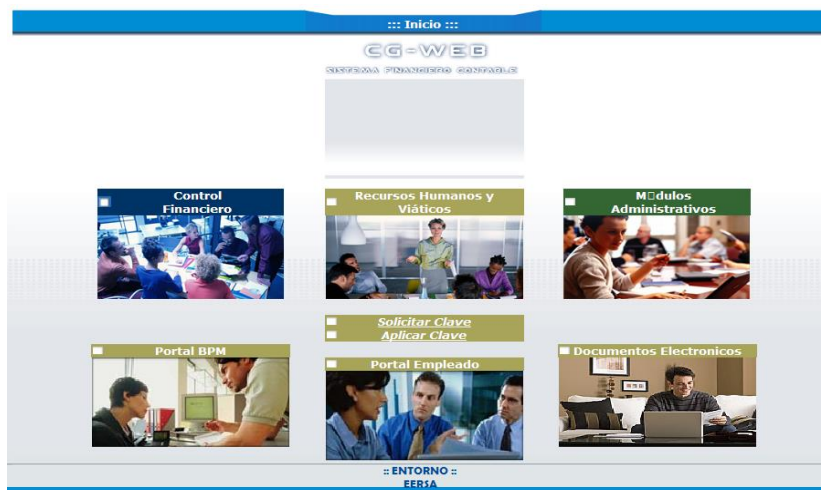 ::: Inicio :::
CG-WEB
SISTEMA FINANCIERO CONTABLE
Control
Financiero
Recursos Humanos y
Viáticos
M□dulos
Administrativos
Solicitar Clave
Aplicar Clave
Portal BPM
Portal Empleado
Documentos Electronicos
:: ENTORNO ::
EERSA